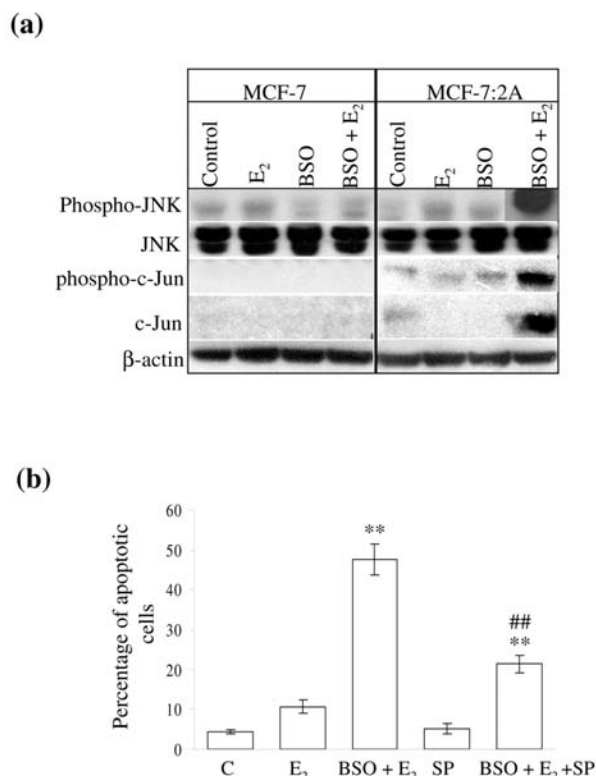 (a)
MCF-7 MCF-7:2A
Control E₂ BSO BSO + E₂ Control E₂ BSO BSO + E₂
Phospho-JNK
JNK
phospho-c-Jun
c-Jun
β-actin
(b)
Percentage of apoptotic
cells
60
50
40
30
20
10
0
**
##
**
C E₂ BSO + E₂ SP BSO + E₂ +SP